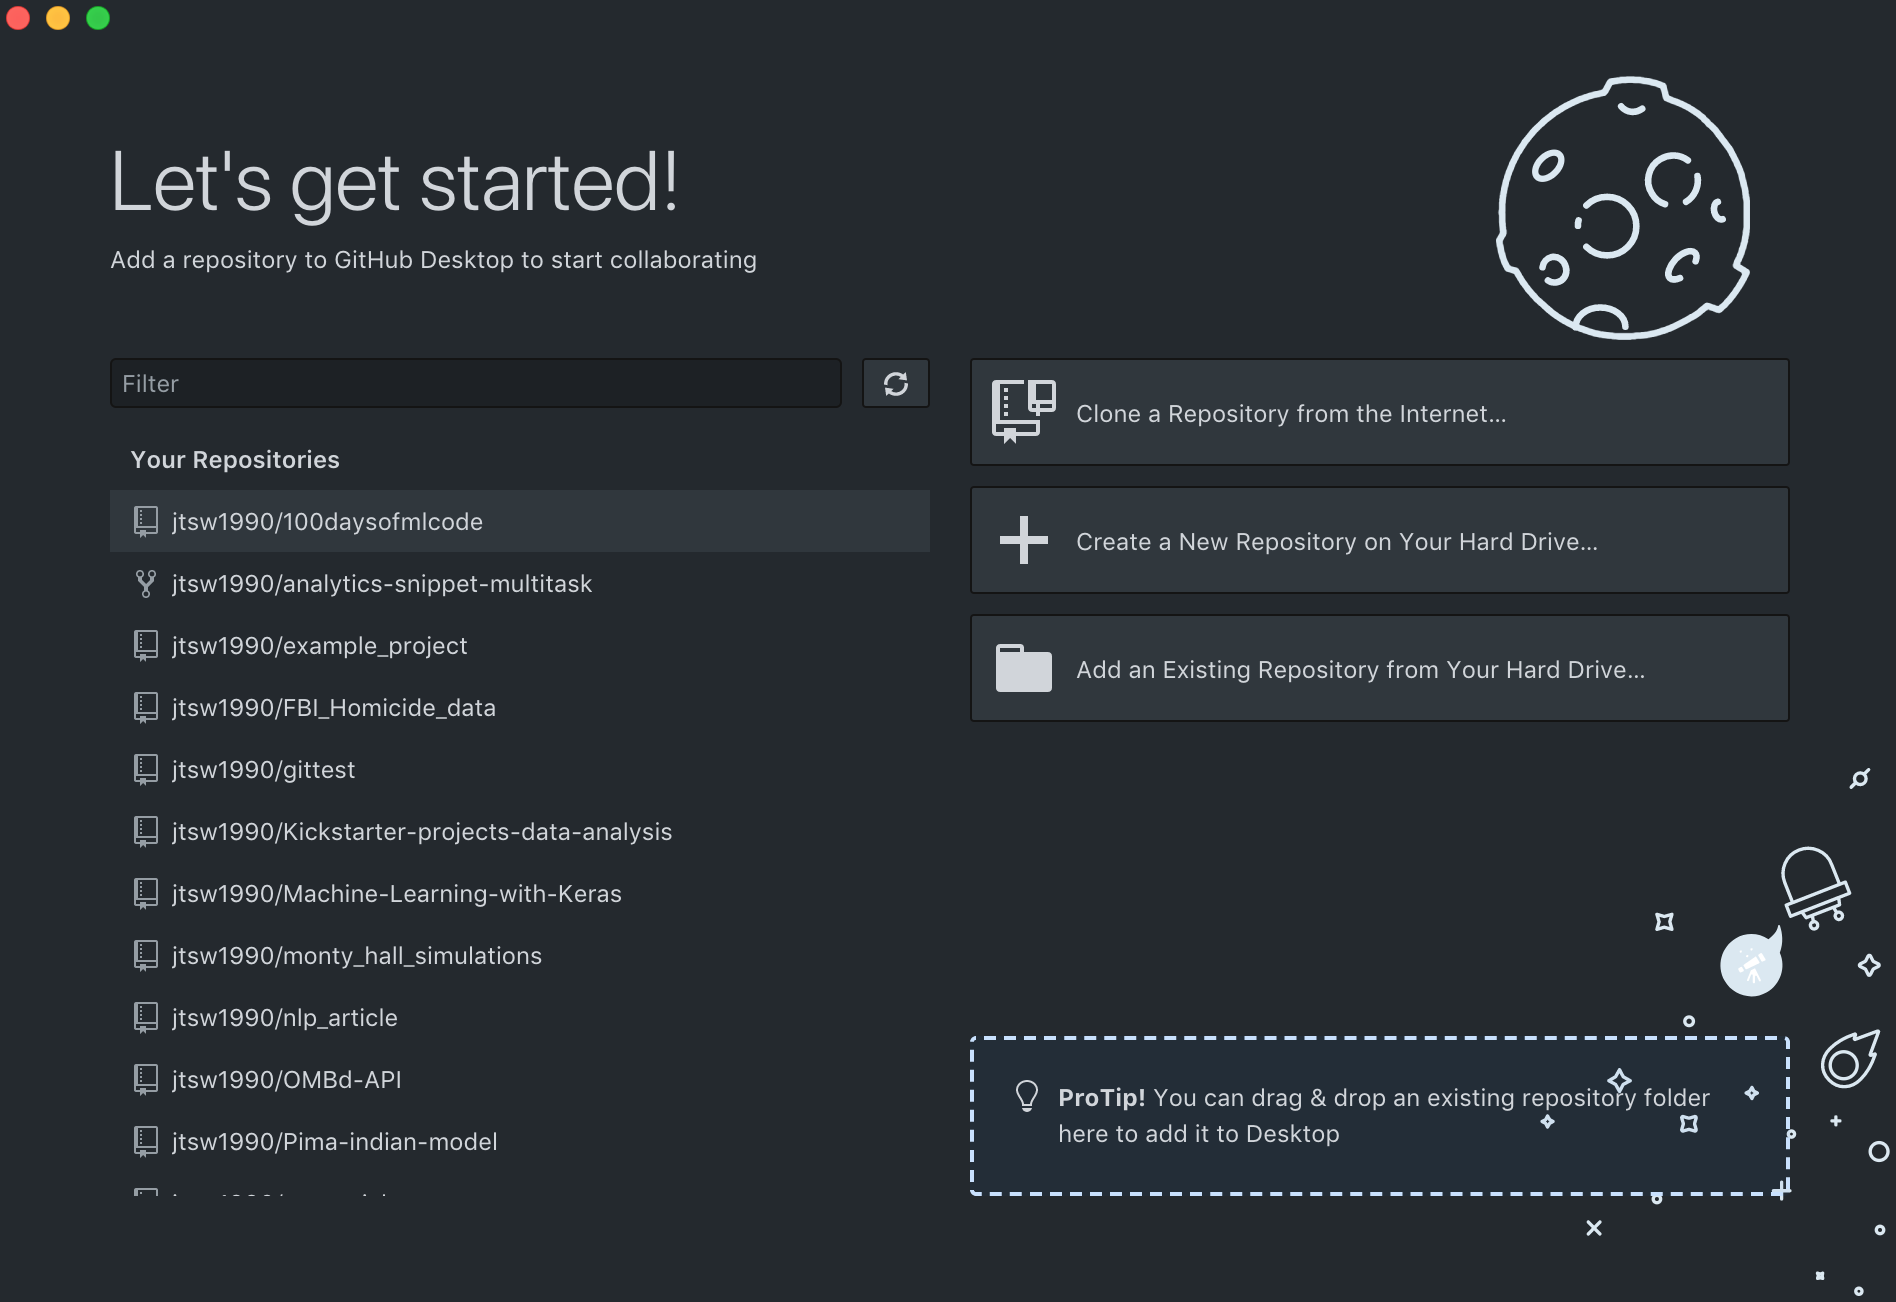 Let's get started!
Add a repository to GitHub Desktop to start collaborating
Filter
Your Repositories
jtsw1990/100daysofmlcode
jtsw1990/analytics-snippet-multitask
jtsw1990/example_project
jtsw1990/FBI_Homicide_data
jtsw1990/gittest
jtsw1990/Kickstarter-projects-data-analysis
jtsw1990/Machine-Learning-with-Keras
jtsw1990/monty_hall_simulations
jtsw1990/nlp_article
jtsw1990/OMBd-API
jtsw1990/Pima-indian-model
Clone a Repository from the Internet...
Create a New Repository on Your Hard Drive...
Add an Existing Repository from Your Hard Drive...
ProTip! You can drag & drop an existing repository folder
here to add it to Desktop